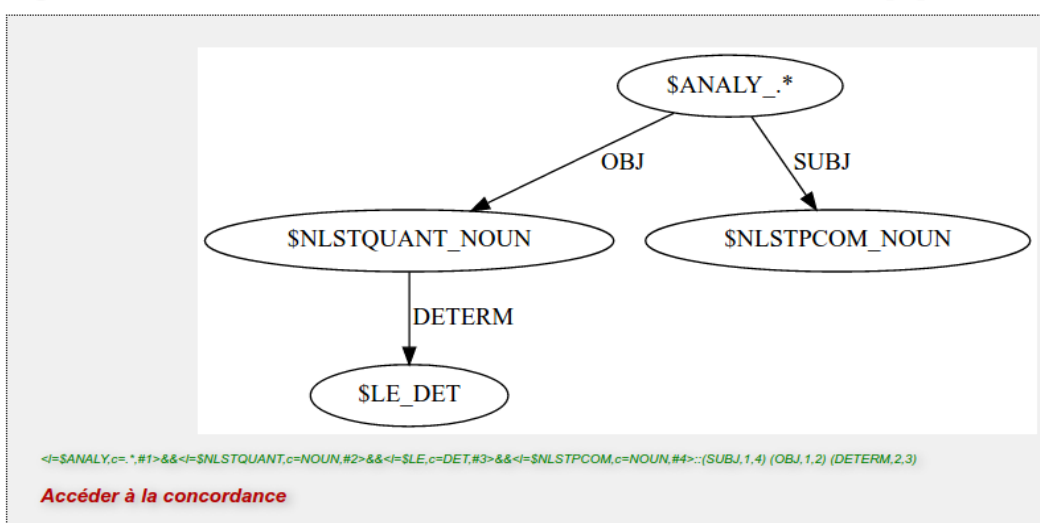 $ANALY_.*
OBJ
SUBJ
$NLSTQUANT_NOUN
$NLSTPCOM_NOUN
DETERM
$LE_DET
<l=$ANALY,c=.*,#1>&&<l=$NLSTQUANT,c=NOUN,#2>&&<l=$LE,c=DET,#3>&&<l=$NLSTPCOM,c=NOUN,#4>::(SUBJ,1,4) (OBJ,1,2) (DETERM,2,3)
Accéder à la concordance